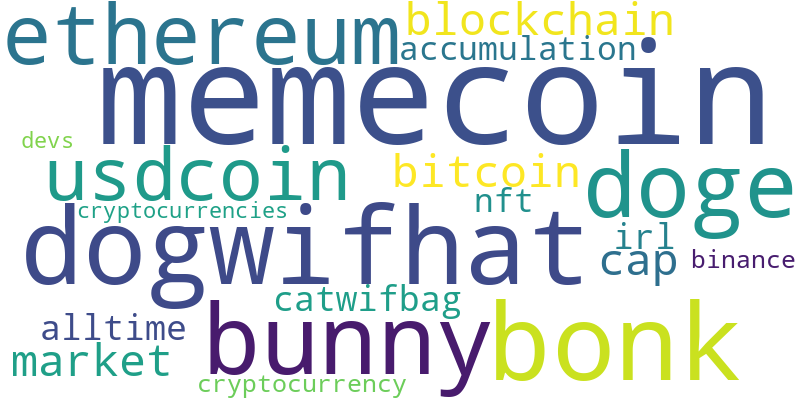 ethereum
blockchain
accumulation
memecoin
devs
usdcoin
bitcoin
doge
nft
cryptocurrencies
dogwifhat
irl
cap
binance
catwifbag
alltime
bunny
bonk
market
cryptocurrency